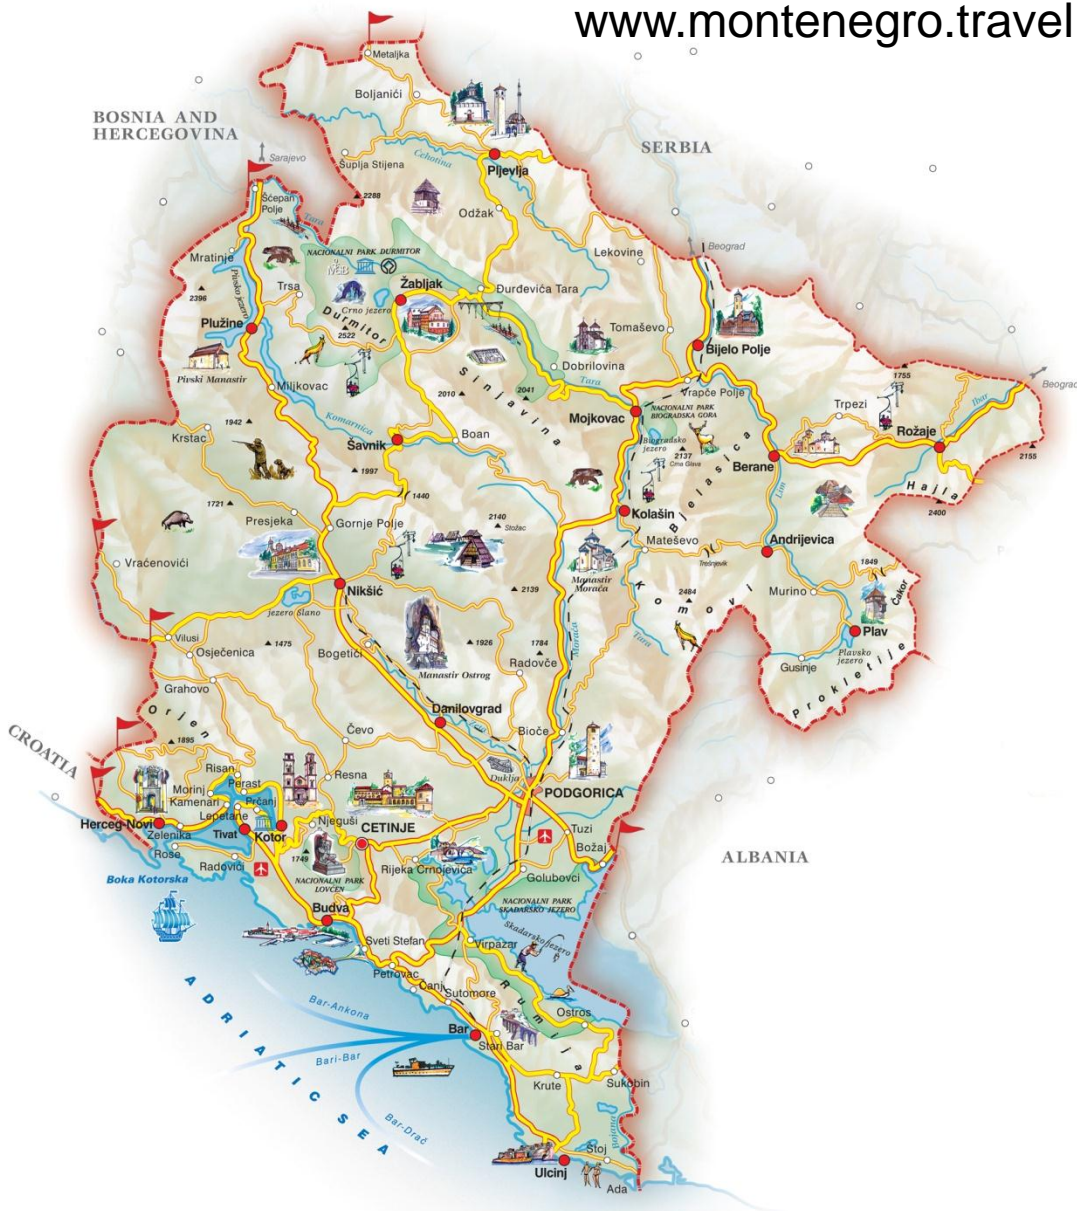 www.montenegro.travel
Metaljka
Boljanići
BOSNIA AND
HERCEGOVINA
SERBIA
Sarajevo
Šuplja Stijena
Ćehotina
Pljevlja
Šćepan
Polje
2288
Tara
Odžak
Mratinje
NACIONALNI PARK DURMITOR
Lekovine
Beograd
Pivsko jezero
Trsa
Žabljak
Đurđevića Tara
2396
Crno jezero
Plužine
Durmitor
2522
Tomaševo
Bijelo Polje
Pivski Manastir
Dobrilovina
1755
Beograd
Miljkovac
Sinjavina
2041
Tara
Vrapče Polje
Ibar
2010
Mojkovac
NACIONALNI PARK
BIOGRADSKA GORA
Trpezi
1942
Komarnica
Krstac
Šavnik
Boan
Biogradsko
jezero
Rožaje
2137
Crna Glava
Berane
2155
1997
Bjelasica
Hajla
1721
1440
Lim
2400
Presjeka
Gornje Polje
2140
Stožac
Kolašin
Mateševo
Andrijevica
Vraćenovići
Trešnjevik
1849
Manastir
Morača
Nikšić
2139
Komovi
2484
Murino
Čakor
jezero Slano
Morača
Tara
Vilusi
1475
Plav
Osječenica
Bogetići
1926
1784
Plavsko
jezero
Radovče
Gusinje
Manastir Ostrog
Prokletije
Grahovo
Orjen
Danilovgrad
CROATIA
1895
Čevo
Bioče
Risan
Resna
Duklja
Perast
Morinj
Prčanj
PODGORICA
Kamenari
Lepetane
Njeguši
Herceg-Novi
Tivat
Kotor
CETINJE
Tuzi
Zelenika
Rose
Božaj
Radovići
1749
Rijeka Crnojevića
ALBANIA
Boka Kotorska
NACIONALNI PARK
LOVĆEN
Golubovci
NACIONALNI PARK
SKADARSKO JEZERO
Budva
Skadarsko jezero
Sveti Stefan
Virpazar
Petrovac
Čanj
Sutomore
Rumija
ADRIATIC SEA
Bar-Ankona
Ostros
Bar
Stari Bar
Bari-Bar
Krute
Sukobin
Bar-Drač
Bojana
Štoj
Ulcinj
Ada